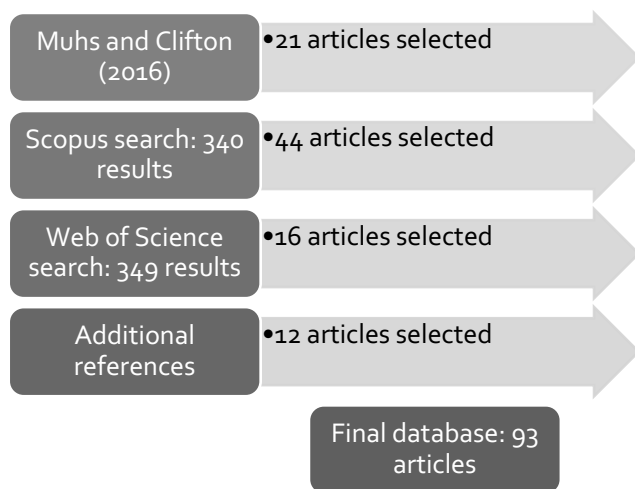 Muhs and Clifton
(2016)
•21 articles selected
Scopus search: 340
results
•44 articles selected
Web of Science
search: 349 results
•16 articles selected
Additional
references
•12 articles selected
Final database: 93
articles